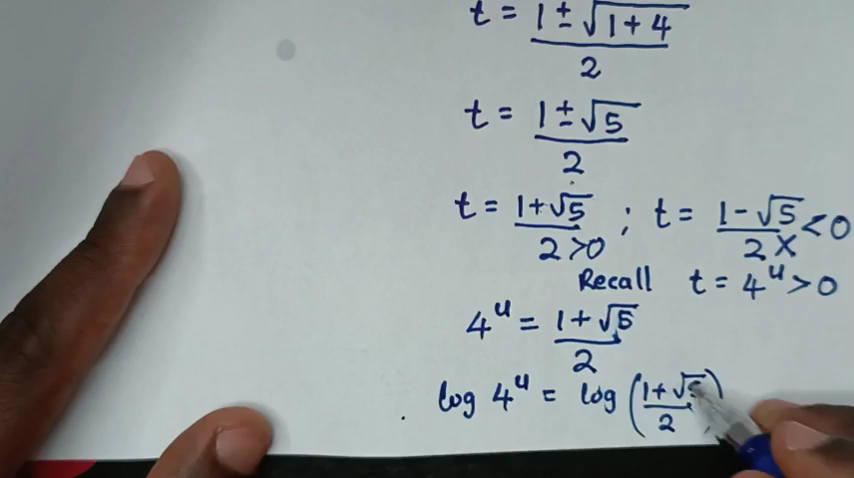 t = 1 ± √1 + 4 / 2
t = 1 ± √5 / 2
t = 1 + √5 / 2 > 0 ; t = 1 - √5 / 2 × < 0
Recall t = 4^u > 0
4^u = 1 + √5 / 2
log 4^u = log (1 + √5 / 2)